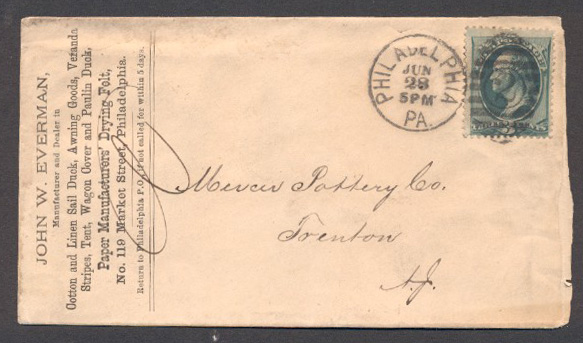 JOHN W. EVERMAN,
Manufacturer and Dealer in
Cotton and Linen Sail Duck, Awning Goods, Veranda
Stripes, Tent, Wagon Cover and Paulin Duck,
Paper Manufacturers' Drying Felt,
No. 119 Market Street, Philadelphia.
Return to Philadelphia P.O. if not called for within 5 days.
PHILADELPHIA
JUN
28
5PM
PA.
3
Mercer Pottery Co.
Trenton
N.J.